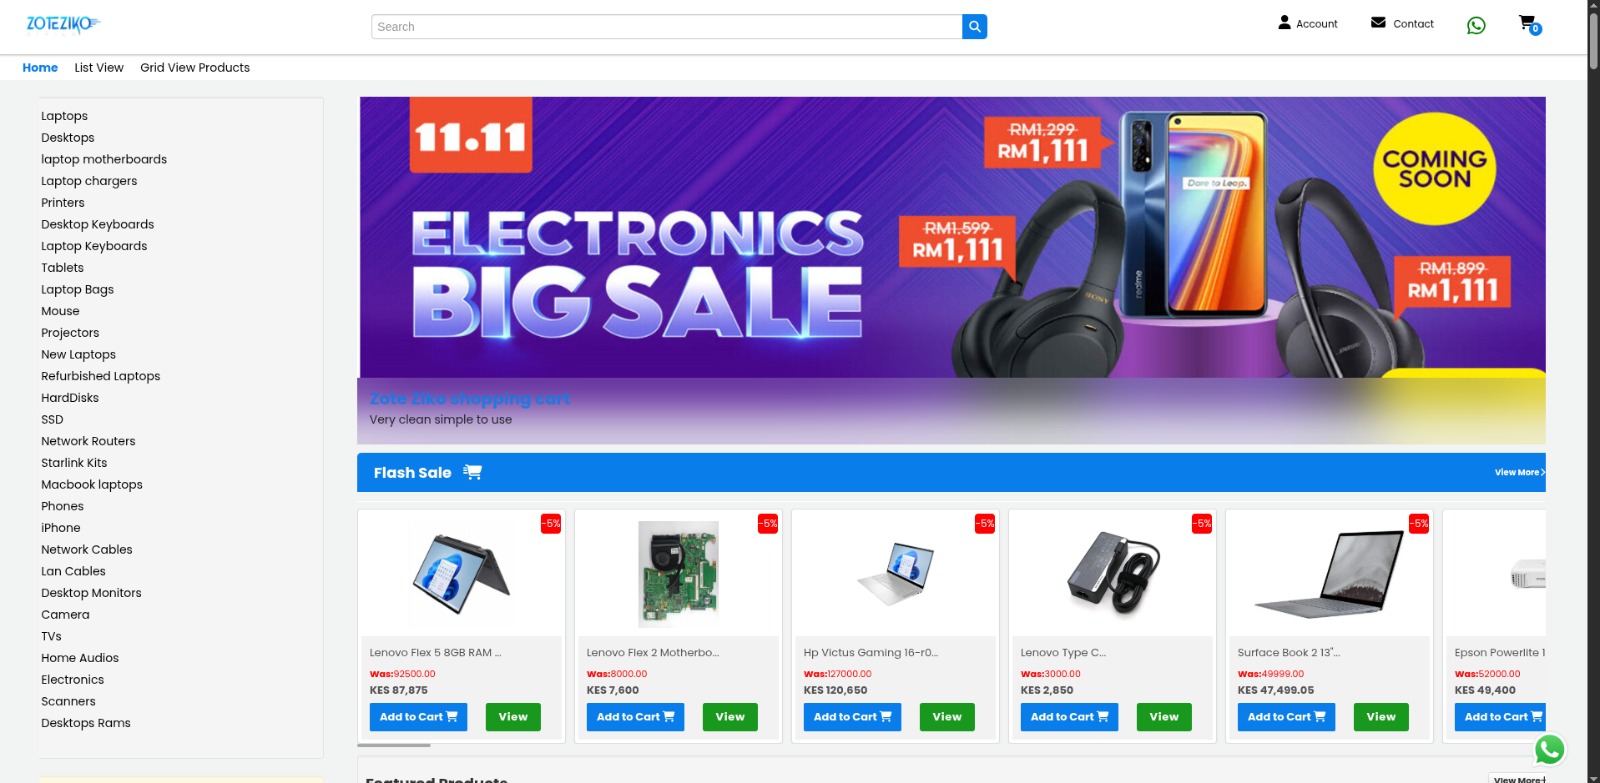 ZOTEZIKO
Search
Account
Contact
0
Home
List View
Grid View Products
Laptops
Desktops
laptop motherboards
Laptop chargers
Printers
Desktop Keyboards
Laptop Keyboards
Tablets
Laptop Bags
Mouse
Projectors
New Laptops
Refurbished Laptops
HardDisks
SSD
Network Routers
Starlink Kits
Macbook laptops
Phones
iPhone
Network Cables
Lan Cables
Desktop Monitors
Camera
TVs
Home Audios
Electronics
Scanners
Desktops Rams
11.11
ELECTRONICS
BIG SALE
RM1,299
RM1,111
RM1,599
RM1,111
Dare to Leap.
realme
SONY
COMING
SOON
RM1,899
RM1,111
Zote Ziko shopping cart
Very clean simple to use
Flash Sale
View More
-5%
Lenovo Flex 5 8GB RAM ...
Was:92500.00
KES 87,875
Add to Cart
View
-5%
Lenovo Flex 2 Motherbo...
Was:8000.00
KES 7,600
Add to Cart
View
-5%
Hp Victus Gaming 16-r0...
Was:127000.00
KES 120,650
Add to Cart
View
-5%
Lenovo Type C...
Was:3000.00
KES 2,850
Add to Cart
View
-5%
Surface Book 2 13"...
Was:49999.00
KES 47,499.05
Add to Cart
View
Epson Powerlite 1
Was:52000.00
KES 49,400
Add to Cart
Featured Products
View More